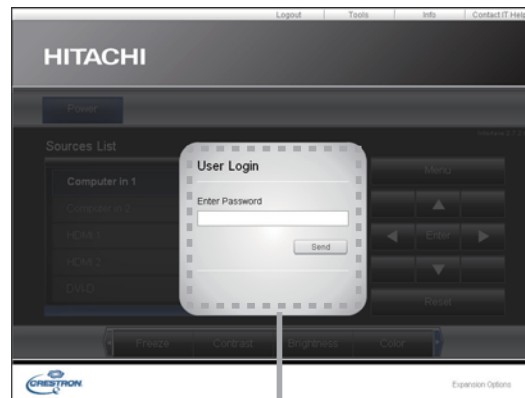 Logout Tools Info Contact IT Help
HITACHI
Power
Sources List
Menu
Computer in 1
Computer in 2
HDMI 1
HDMI 2
DVI-D
Enter
Reset
User Login
Enter Password
Send
Freeze Contrast Brightness Color
CRESTRON
Expansion Options